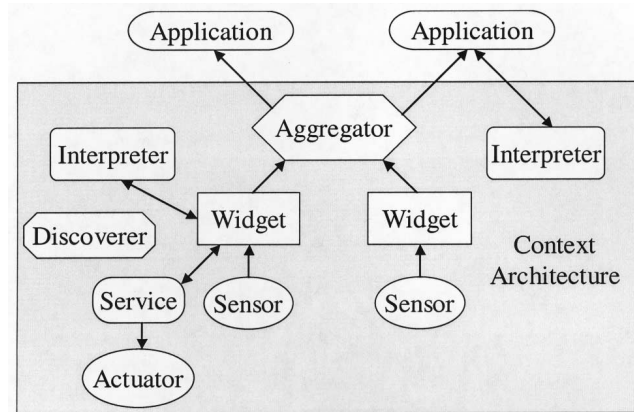 Application
Application
Aggregator
Interpreter
Interpreter
Widget
Widget
Discoverer
Context
Architecture
Service
Sensor
Sensor
Actuator